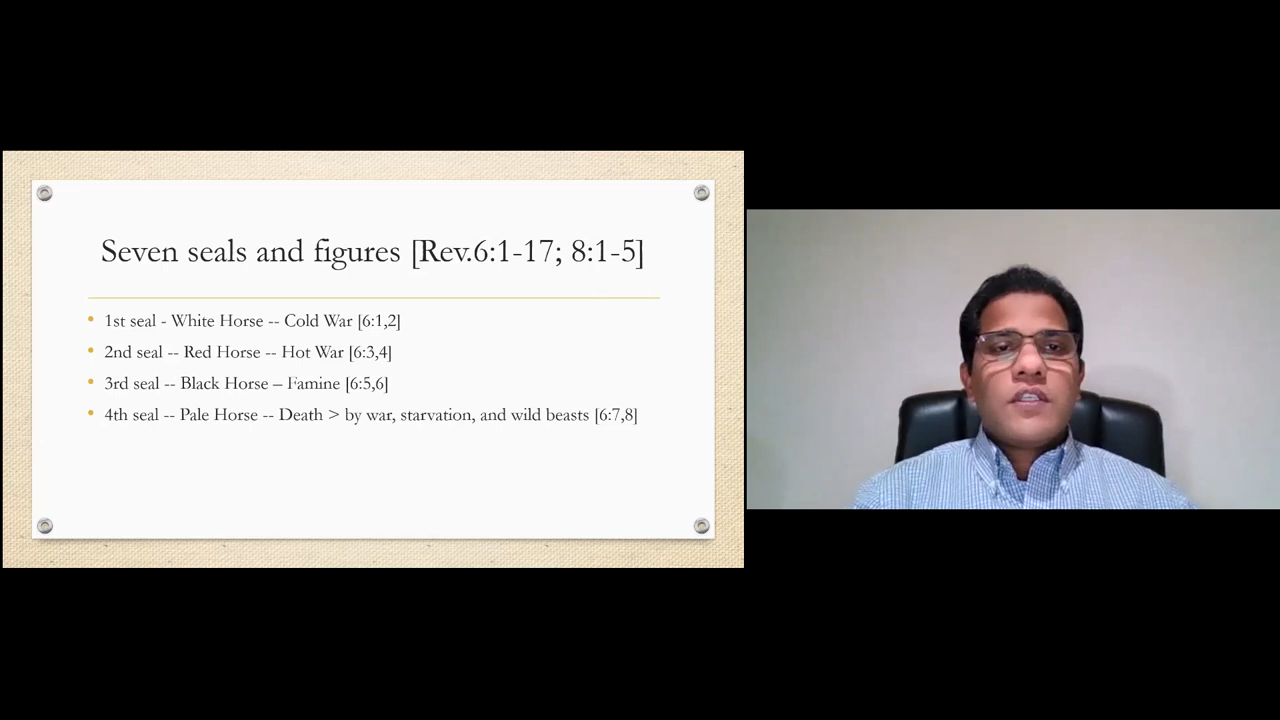 Seven seals and figures [Rev.6:1-17; 8:1-5]
1st seal - White Horse -- Cold War [6:1,2]
2nd seal -- Red Horse -- Hot War [6:3,4]
3rd seal -- Black Horse – Famine [6:5,6]
4th seal -- Pale Horse -- Death > by war, starvation, and wild beasts [6:7,8]